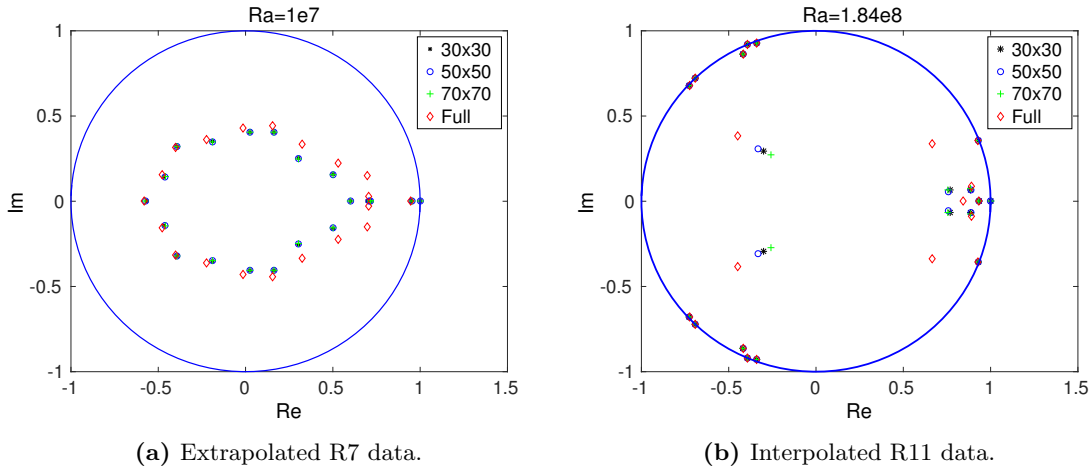 Ra=1e7
1
0.5
0
-0.5
-1
Im
-1
-0.5
0
0.5
1
1.5
Re
30x30
50x50
70x70
Full
(a) Extrapolated R7 data.
Ra=1.84e8
1
0.5
0
-0.5
-1
Im
-1
-0.5
0
0.5
1
1.5
Re
30x30
50x50
70x70
Full
(b) Interpolated R11 data.